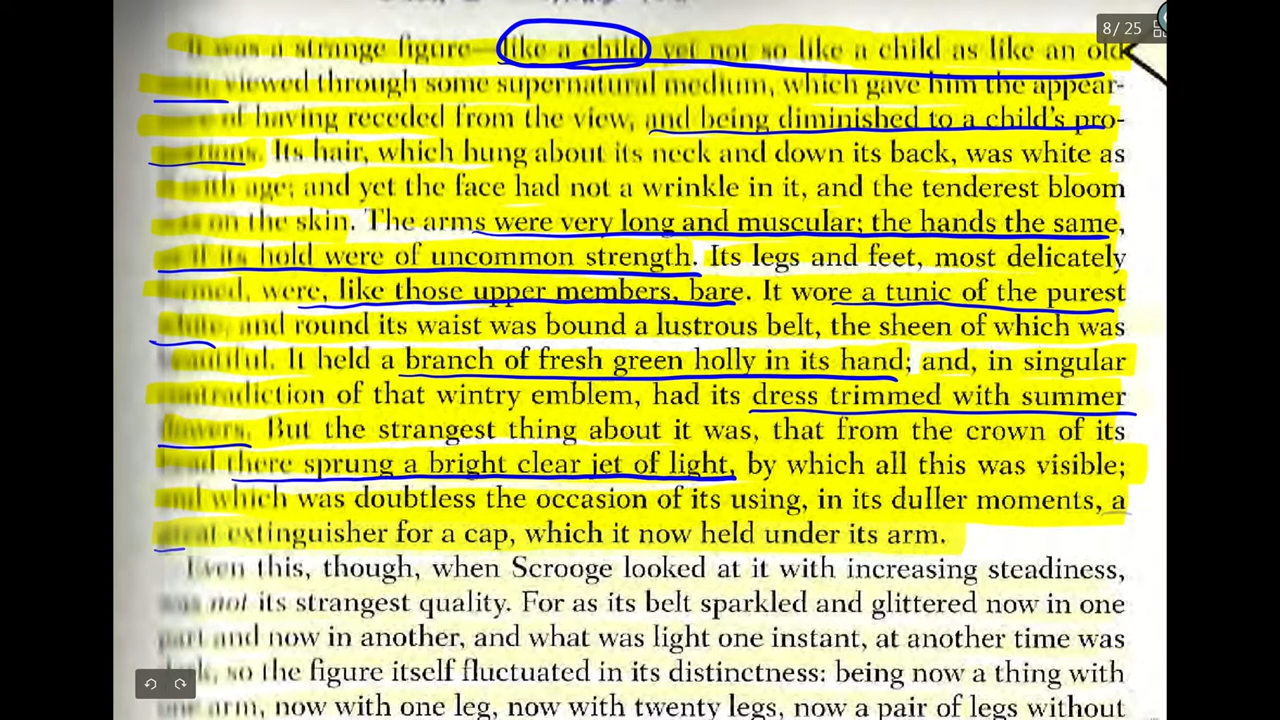 8 / 25
It was a strange figure—like a child yet not so like a child as like an old
viewed through some supernatural medium, which gave him the appear-
of having receded from the view, and being diminished to a child's pro-
Its hair, which hung about its neck and down its back, was white as
with age; and yet the face had not a wrinkle in it, and the tenderest bloom
on the skin. The arms were very long and muscular; the hands the same,
if its hold were of uncommon strength. Its legs and feet, most delicately
formed, were, like those upper members, bare. It wore a tunic of the purest
and round its waist was bound a lustrous belt, the sheen of which was
beautiful. It held a branch of fresh green holly in its hand; and, in singular
contradiction of that wintry emblem, had its dress trimmed with summer
flowers. But the strangest thing about it was, that from the crown of its
head there sprung a bright clear jet of light, by which all this was visible;
and which was doubtless the occasion of its using, in its duller moments, a
great extinguisher for a cap, which it now held under its arm.
Even this, though, when Scrooge looked at it with increasing steadiness,
not its strangest quality. For as its belt sparkled and glittered now in one
part and now in another, and what was light one instant, at another time was
so the figure itself fluctuated in its distinctness: being now a thing with
one arm, now with one leg, now with twenty legs, now a pair of legs without